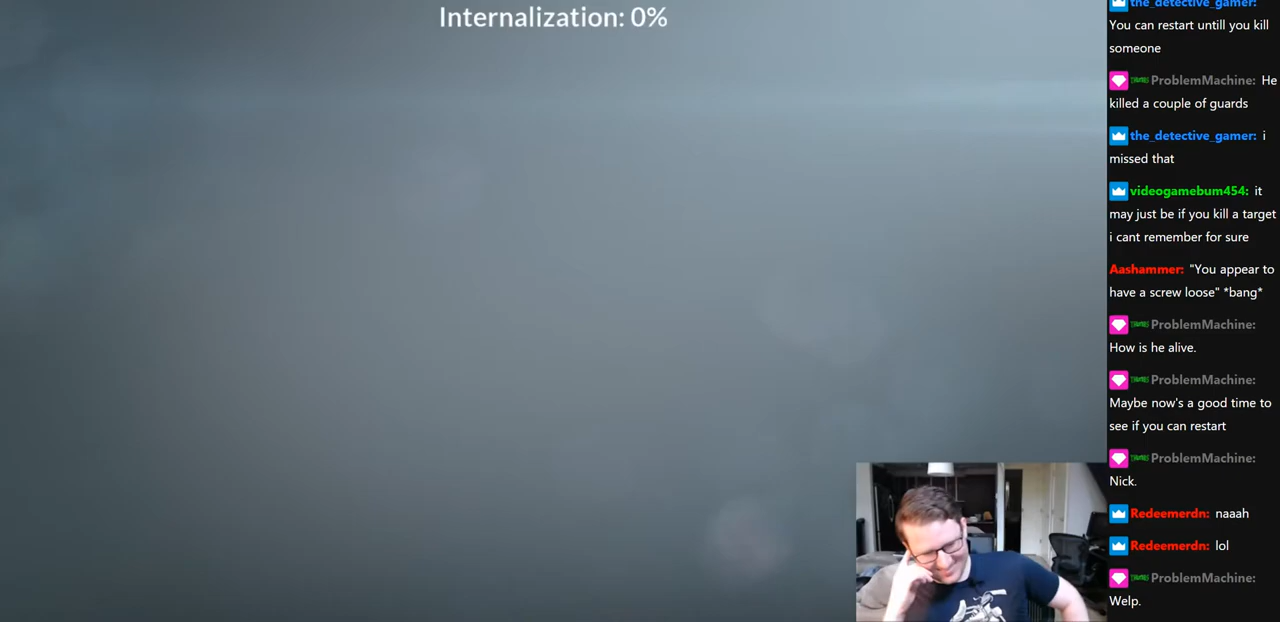 Internalization: 0%
the_detective_gamer:
You can restart untill you kill
someone
ProblemMachine: He
killed a couple of guards
the_detective_gamer: i
missed that
videogamebum454: it
may just be if you kill a target
i cant remember for sure
Aashammer: "You appear to
have a screw loose" *bang*
ProblemMachine:
How is he alive.
ProblemMachine:
Maybe now's a good time to
see if you can restart
ProblemMachine:
Nick.
Redeemerdn: naaah
Redeemerdn: lol
ProblemMachine:
Welp.